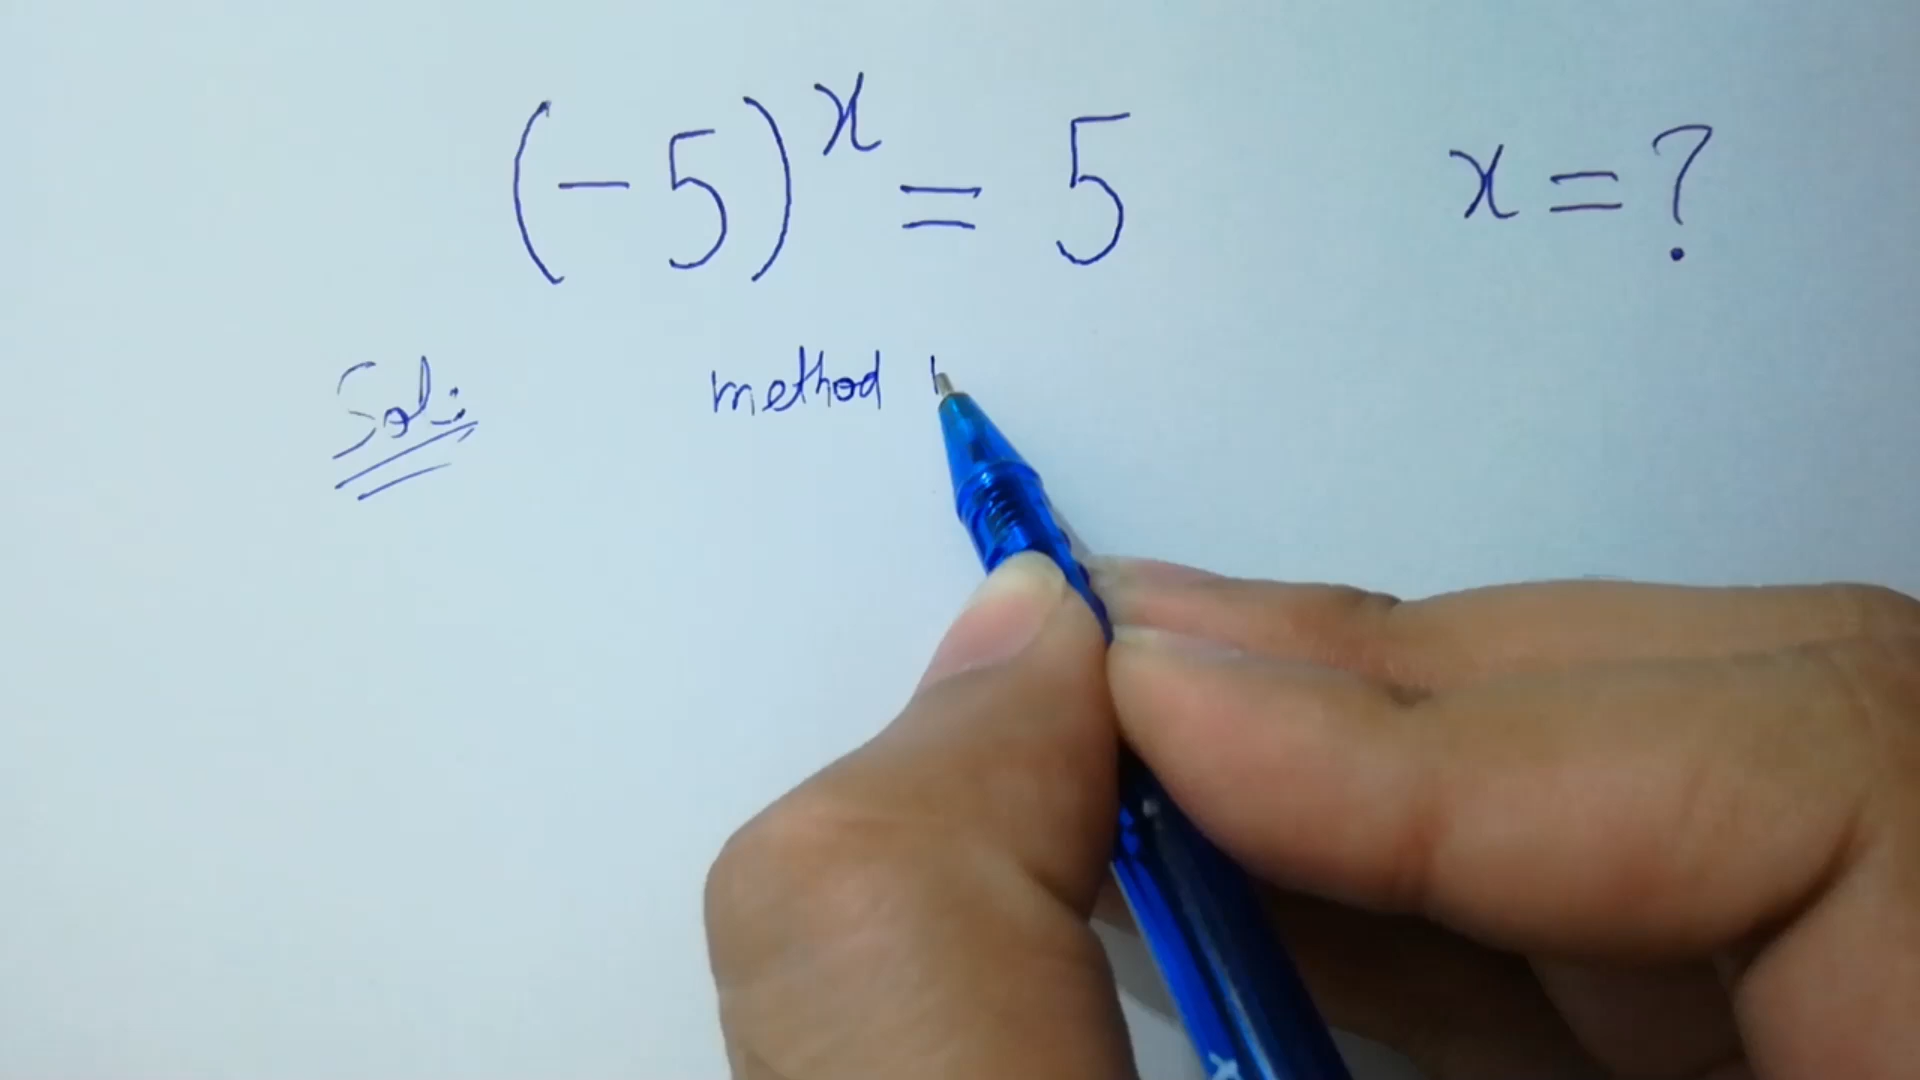 (-5)^x = 5 x = ?
Sol: method